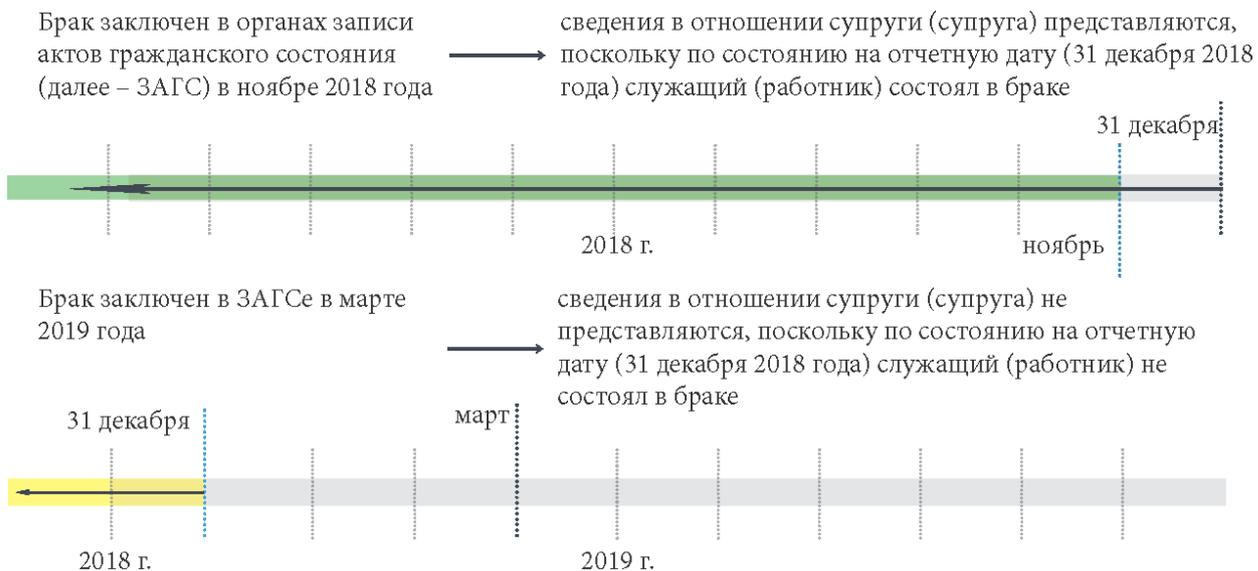 Брак заключен в органах записи
актов гражданского состояния
(далее – ЗАГС) в ноябре 2018 года
сведения в отношении супруги (супруга) представляются,
поскольку по состоянию на отчетную дату (31 декабря 2018
года) служащий (работник) состоял в браке
31 декабря
2018 г.
ноябрь
Брак заключен в ЗАГСе в марте
2019 года
сведения в отношении супруги (супруга) не
представляются, поскольку по состоянию на отчетную
дату (31 декабря 2018 года) служащий (работник) не
состоял в браке
31 декабря
март
2018 г.
2019 г.